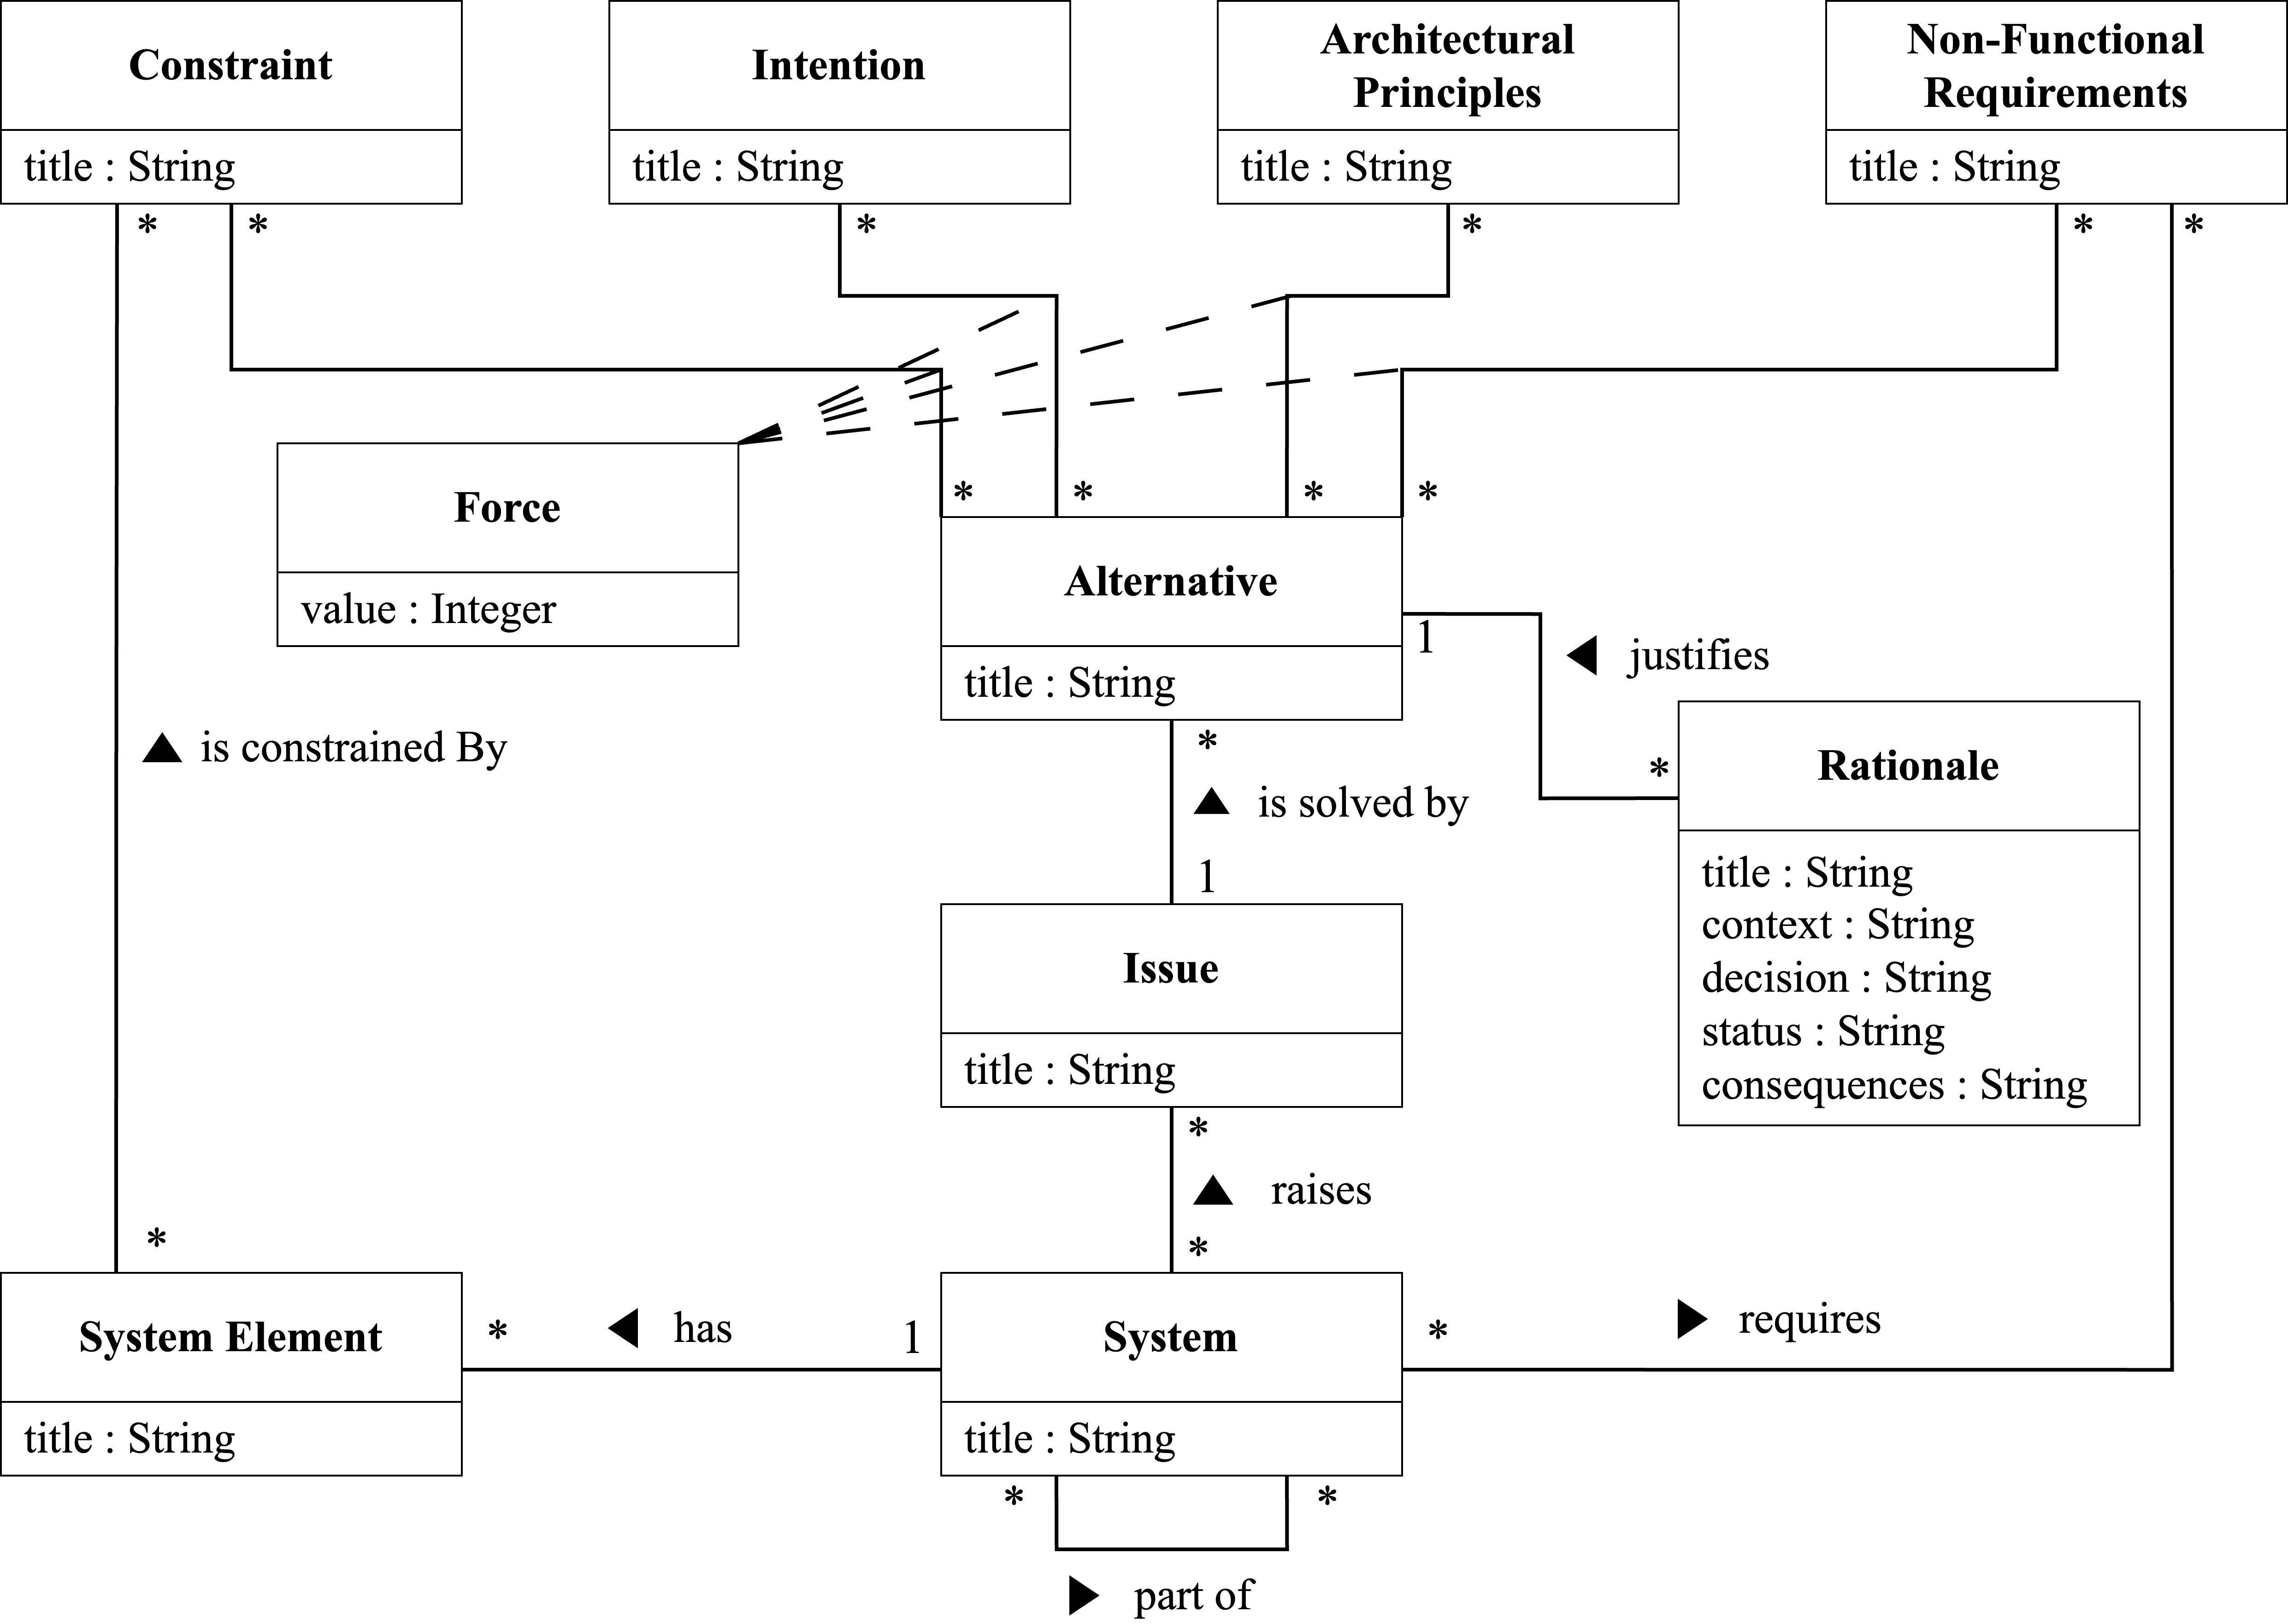 Constraint
title : String
Intention
title : String
Architectural
Principles
title : String
Non-Functional
Requirements
title : String
* * * * * *
Force
value : Integer
* * * *
Alternative
title : String
1
justifies
*
Rationale
title : String
context : String
decision : String
status : String
consequences : String
is constrained By
*
is solved by
1
Issue
title : String
*
raises
*
*
System Element
title : String
*
has
1
System
title : String
*
requires
* *
part of